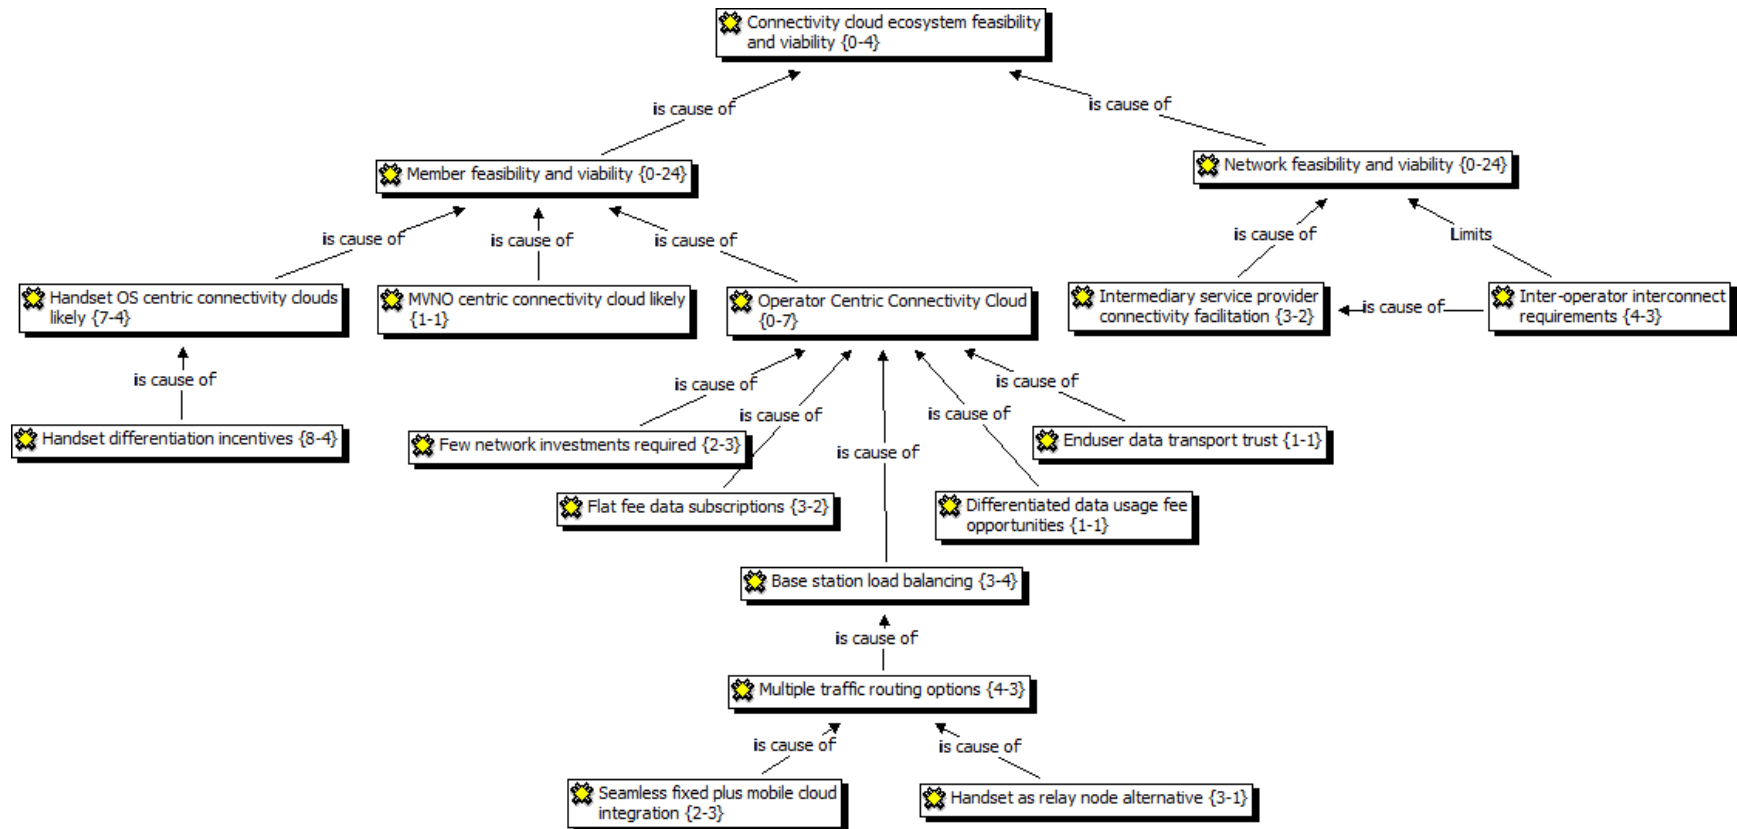 Connectivity cloud ecosystem feasibility
and viability {0-4}
is cause of
is cause of
Member feasibility and viability {0-24}
Network feasibility and viability {0-24}
is cause of
is cause of
is cause of
is cause of
Limits
Handset OS centric connectivity clouds
likely {7-4}
MVNO centric connectivity cloud likely
{1-1}
Operator Centric Connectivity Cloud
{0-7}
Intermediary service provider
connectivity facilitation {3-2}
is cause of
Inter-operator interconnect
requirements {4-3}
is cause of
is cause of
is cause of
is cause of
is cause of
is cause of
Handset differentiation incentives {8-4}
Few network investments required {2-3}
Enduser data transport trust {1-1}
Flat fee data subscriptions {3-2}
Differentiated data usage fee
opportunities {1-1}
Base station load balancing {3-4}
is cause of
Multiple traffic routing options {4-3}
is cause of
is cause of
Seamless fixed plus mobile cloud
integration {2-3}
Handset as relay node alternative {3-1}